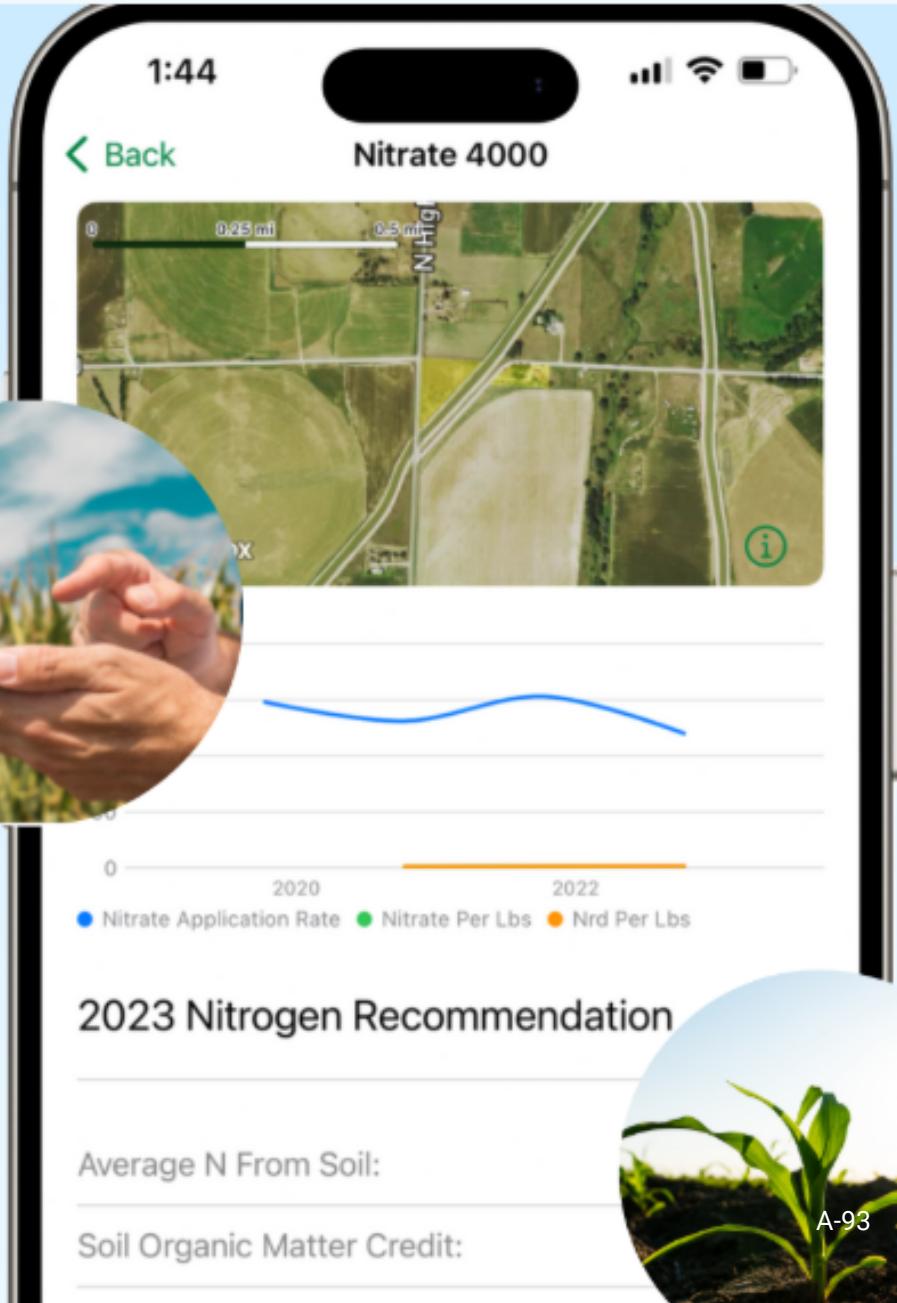 1:44
Back
Nitrate 4000
0 0.25 mi 0.5 mi
0
2020 2022
Nitrate Application Rate Nitrate Per Lbs Nrd Per Lbs
2023 Nitrogen Recommendation
Average N From Soil:
A-93
Soil Organic Matter Credit: